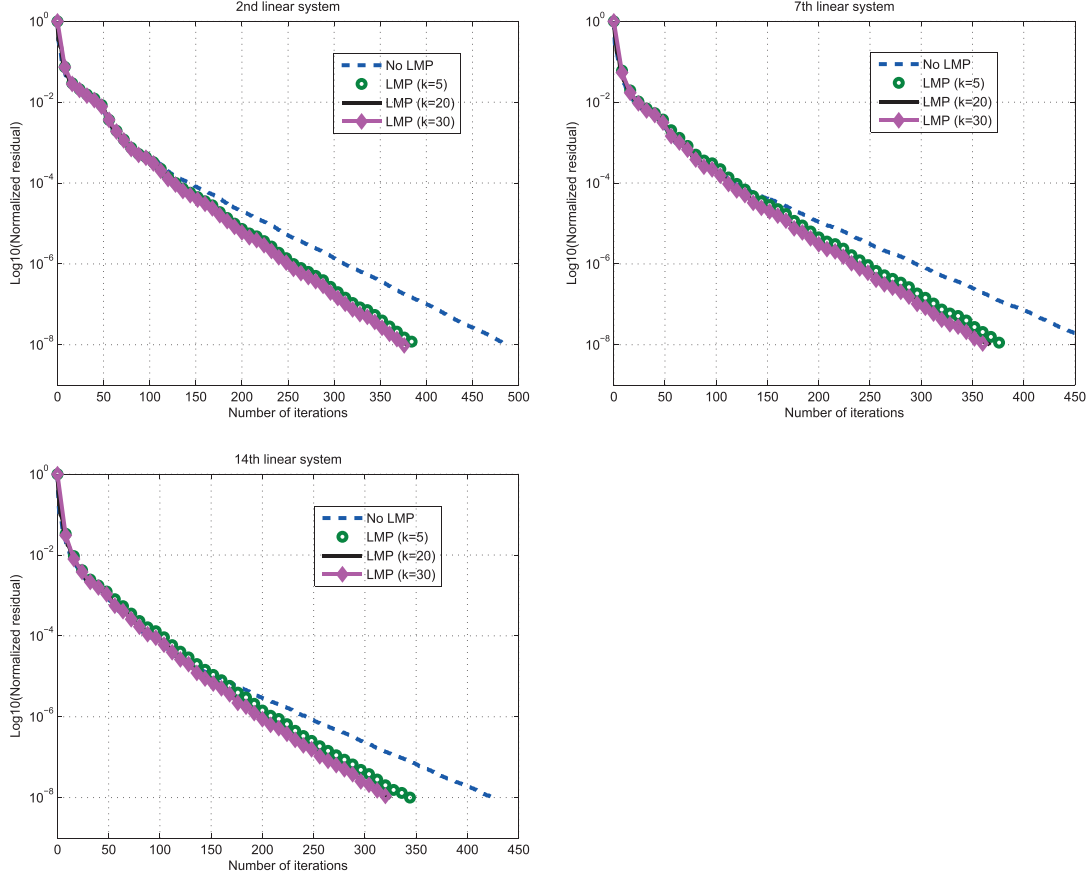 2nd linear system
10^0
10^−2
10^−4
10^−6
10^−8
Log10(Normalized residual)
No LMP
LMP (k=5)
LMP (k=20)
LMP (k=30)
0 50 100 150 200 250 300 350 400 450 500
Number of iterations
7th linear system
10^0
10^−2
10^−4
10^−6
10^−8
Log10(Normalized residual)
No LMP
LMP (k=5)
LMP (k=20)
LMP (k=30)
0 50 100 150 200 250 300 350 400 450
Number of iterations
14th linear system
10^0
10^−2
10^−4
10^−6
10^−8
Log10(Normalized residual)
No LMP
LMP (k=5)
LMP (k=20)
LMP (k=30)
0 50 100 150 200 250 300 350 400 450
Number of iterations